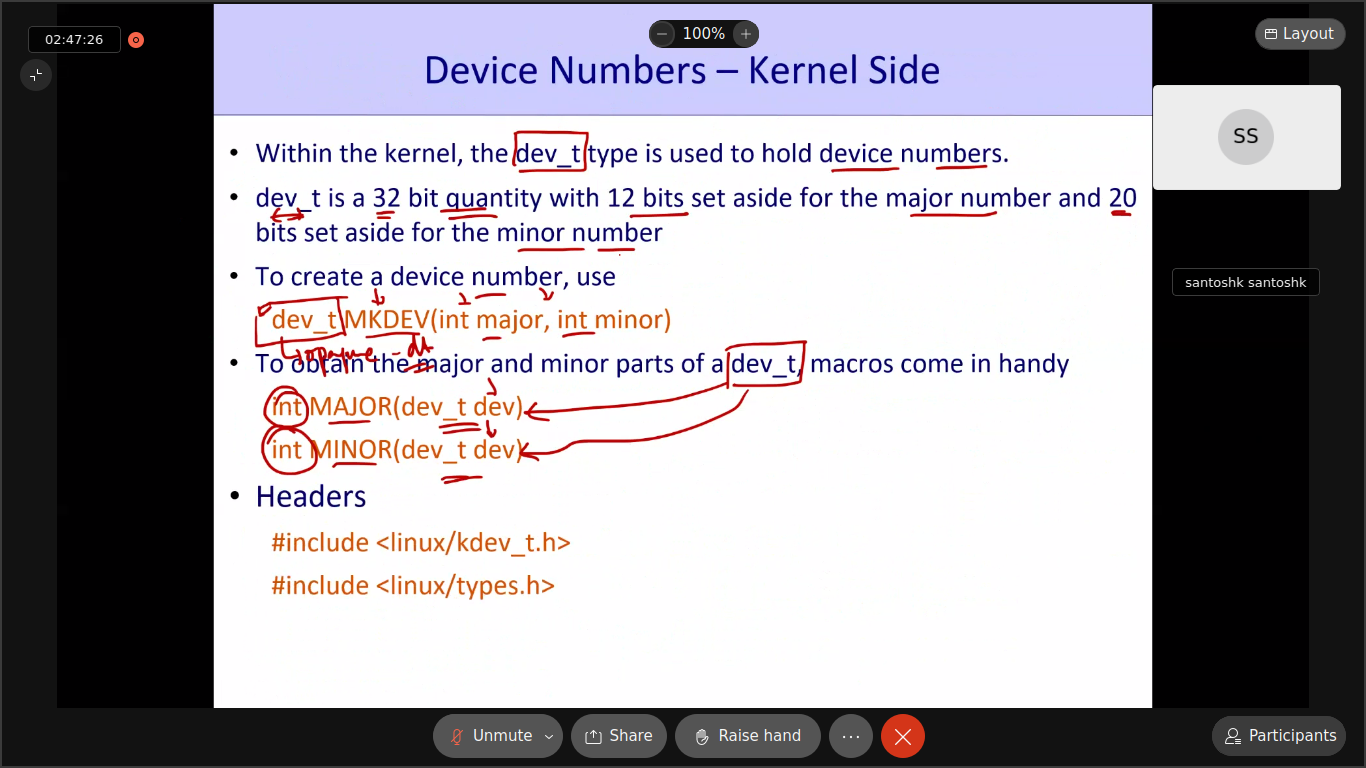 02:47:26
100%
Layout
Device Numbers – Kernel Side
SS
• Within the kernel, the dev_t type is used to hold device numbers.
• dev_t is a 32 bit quantity with 12 bits set aside for the major number and 20
bits set aside for the minor number
santoshk santoshk
• To create a device number, use
dev_t MKDEV(int major, int minor)
opaque - dt
• To obtain the major and minor parts of a dev_t, macros come in handy
int MAJOR(dev_t dev)
int MINOR(dev_t dev)
• Headers
#include <linux/kdev_t.h>
#include <linux/types.h>
Unmute
Share
Raise hand
Participants